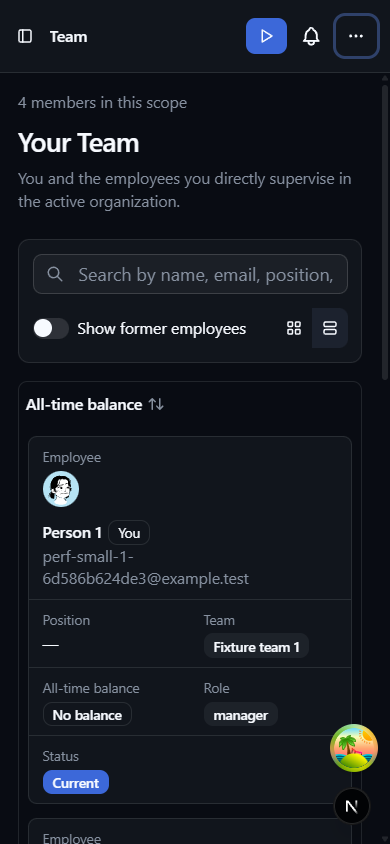 Team
4 members in this scope
Your Team
You and the employees you directly supervise in
the active organization.
Search by name, email, position,
Show former employees
All-time balance
Employee
Person 1 You
perf-small-1-
6d586b624de3@example.test
Position Team
— Fixture team 1
All-time balance Role
No balance manager
Status
Current
N
Employee